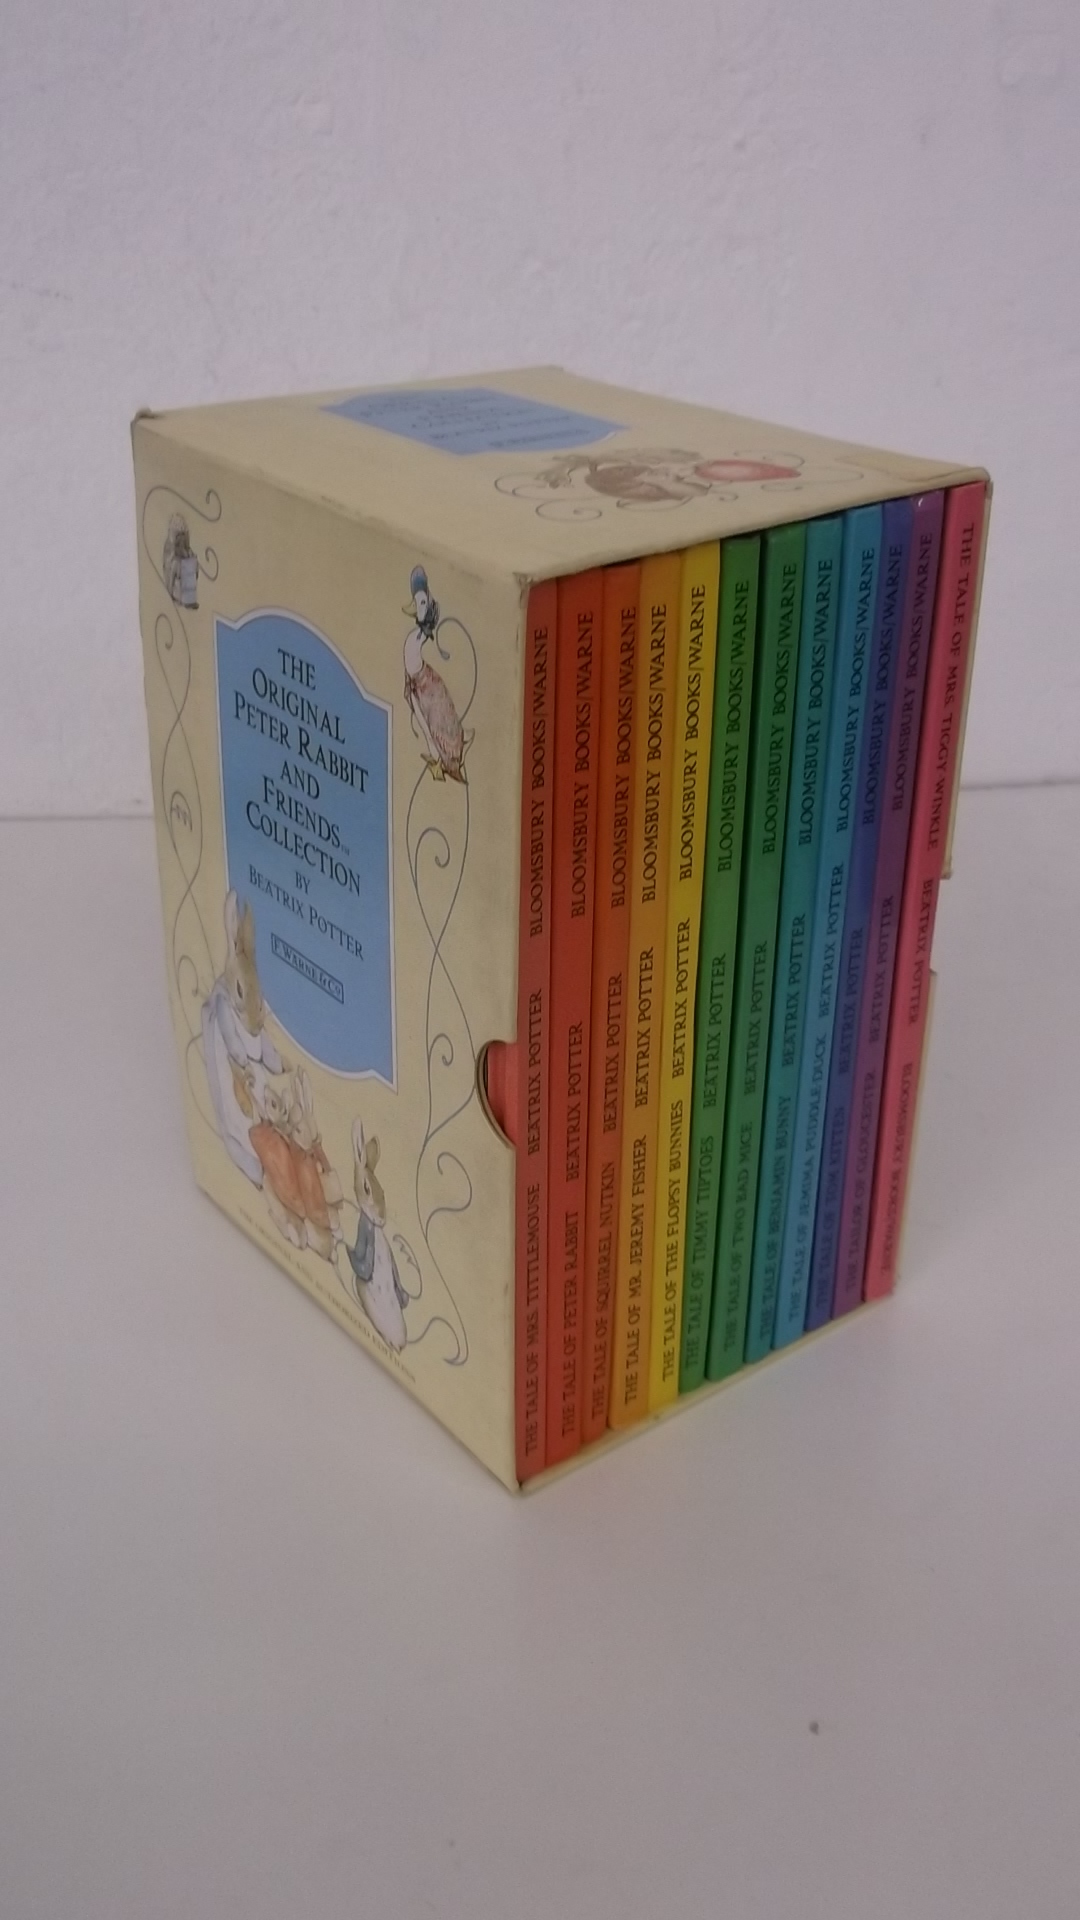 THE
ORIGINAL
PETER RABBIT
AND
FRIENDS™
COLLECTION
BY
BEATRIX POTTER
F. WARNE & Co
AUTHORIZED EDITIONS
BEATRIX POTTER
THE TALE OF MRS. TITTLEMOUSE BEATRIX POTTER BLOOMSBURY BOOKS/WARNE
THE TALE OF PETER RABBIT BEATRIX POTTER BLOOMSBURY BOOKS/WARNE
THE TALE OF SQUIRREL NUTKIN BEATRIX POTTER BLOOMSBURY BOOKS/WARNE
THE TALE OF MR. JEREMY FISHER BEATRIX POTTER BLOOMSBURY BOOKS/WARNE
THE TALE OF THE FLOPSY BUNNIES BEATRIX POTTER BLOOMSBURY BOOKS/WARNE
THE TALE OF TIMMY TIPTOES BEATRIX POTTER BLOOMSBURY BOOKS/WARNE
THE TALE OF TWO BAD MICE BEATRIX POTTER BLOOMSBURY BOOKS/WARNE
THE TALE OF BENJAMIN BUNNY BEATRIX POTTER BLOOMSBURY BOOKS/WARNE
THE TALE OF JEMIMA PUDDLE-DUCK BEATRIX POTTER BLOOMSBURY BOOKS/WARNE
THE TALE OF TOM KITTEN BEATRIX POTTER BLOOMSBURY BOOKS/WARNE
THE TAILOR OF GLOUCESTER BEATRIX POTTER BLOOMSBURY BOOKS/WARNE
THE TALE OF MRS. TIGGY-WINKLE BEATRIX POTTER BLOOMSBURY BOOKS/WARNE